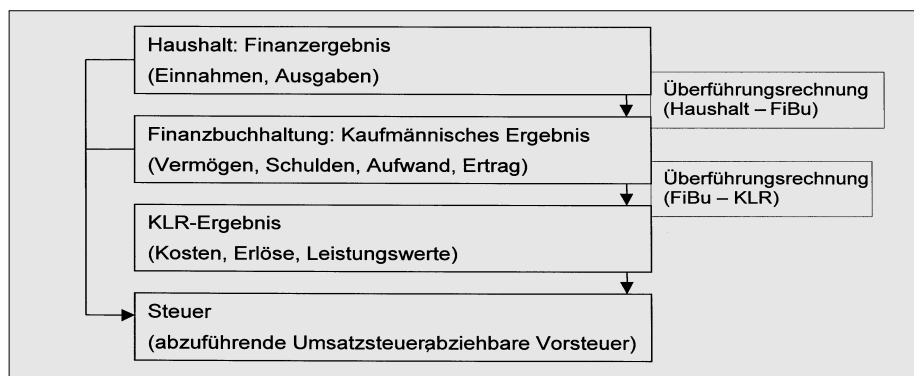 Haushalt: Finanzergebnis
(Einnahmen, Ausgaben)
Überführungsrechnung
(Haushalt – FiBu)
Finanzbuchhaltung: Kaufmännisches Ergebnis
(Vermögen, Schulden, Aufwand, Ertrag)
Überführungsrechnung
(FiBu – KLR)
KLR-Ergebnis
(Kosten, Erlöse, Leistungswerte)
Steuer
(abzuführende Umsatzsteuer,abziehbare Vorsteuer)